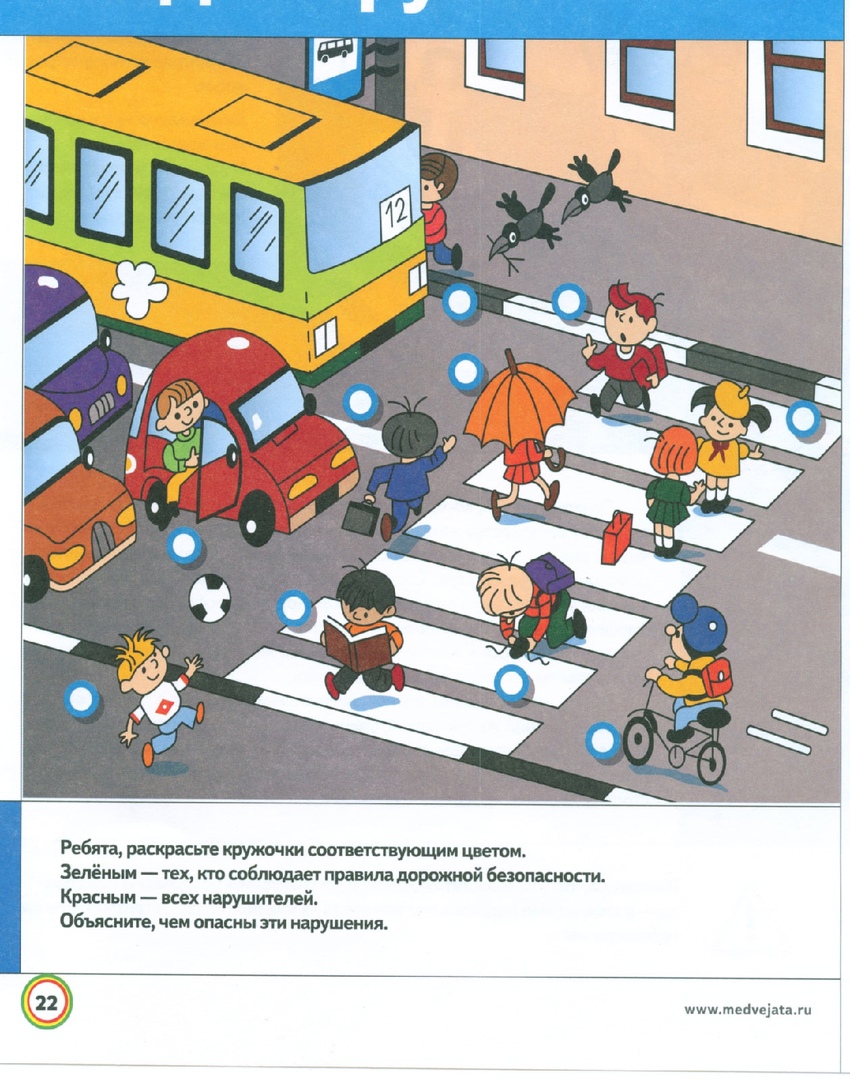 12
Ребята, раскрасьте кружочки соответствующим цветом.
Зелёным — тех, кто соблюдает правила дорожной безопасности.
Красным — всех нарушителей.
Объясните, чем опасны эти нарушения.
22
www.medvejata.ru